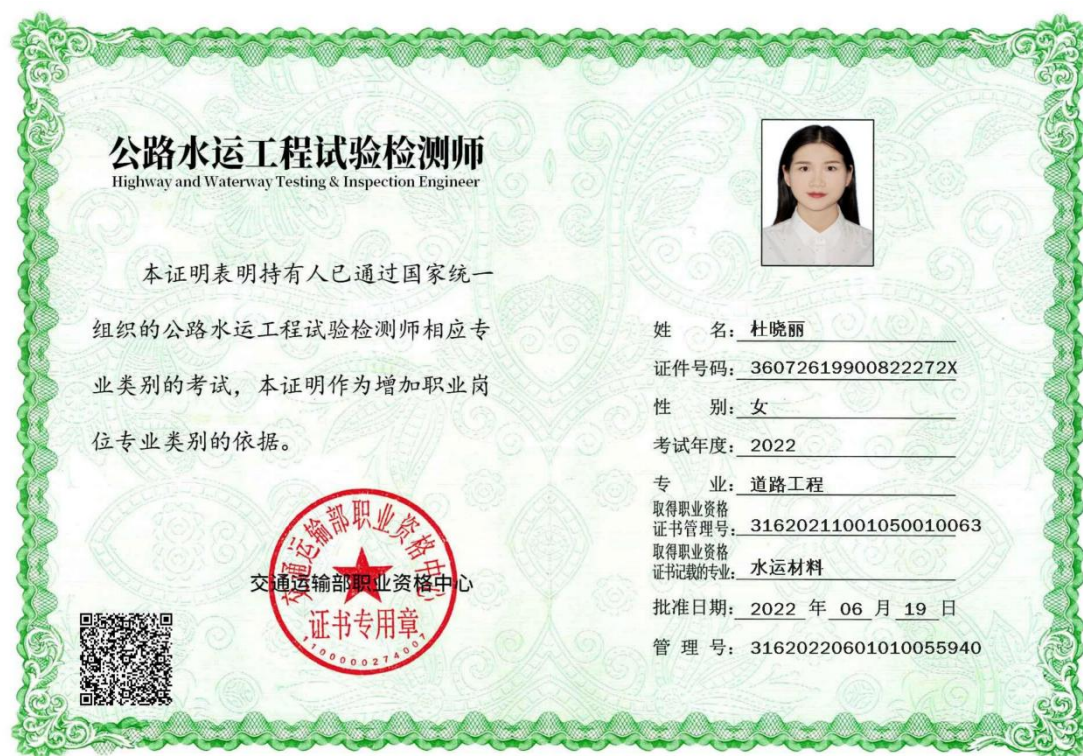 公路水运工程试验检测师
Highway and Waterway Testing & Inspection Engineer
本证明表明持有人已通过国家统一
组织的公路水运工程试验检测师相应专
业类别的考试，本证明作为增加职业岗
位专业类别的依据。
交通运输部职业资格中心
交通运输部职业资格中心
证书专用章
100000274007
姓 名：杜晓丽
证件号码：36072619900822272X
性 别：女
考试年度：2022
专 业：道路工程
取得职业资格
证书管理号：31620211001050010063
取得职业资格
证书记载的专业：水运材料
批准日期：2022 年 06 月 19 日
管 理 号：31620220601010055940